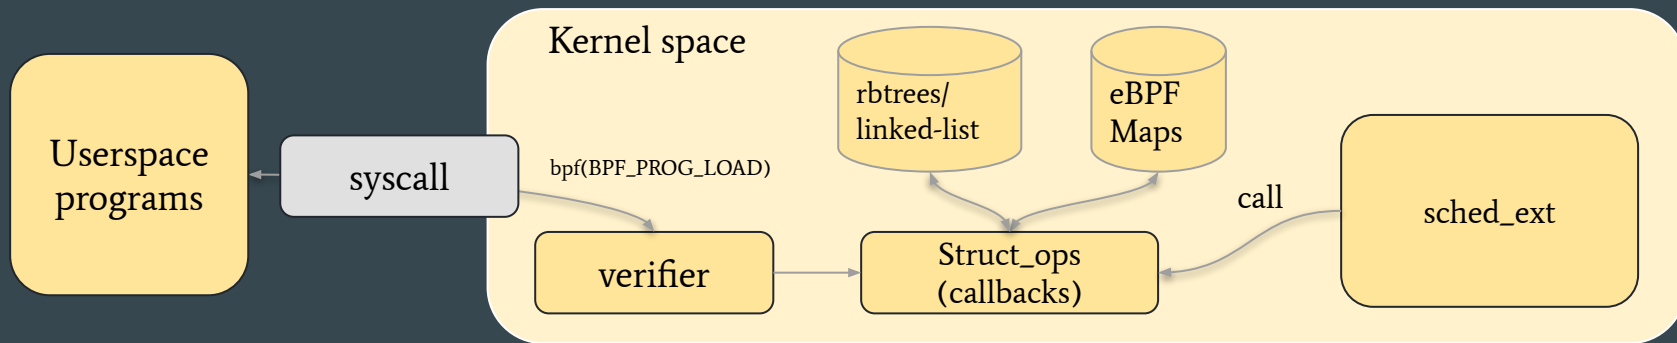 Kernel space
Userspace
programs
syscall
bpf(BPF_PROG_LOAD)
verifier
rbtrees/
linked-list
eBPF
Maps
Struct_ops
(callbacks)
call
sched_ext